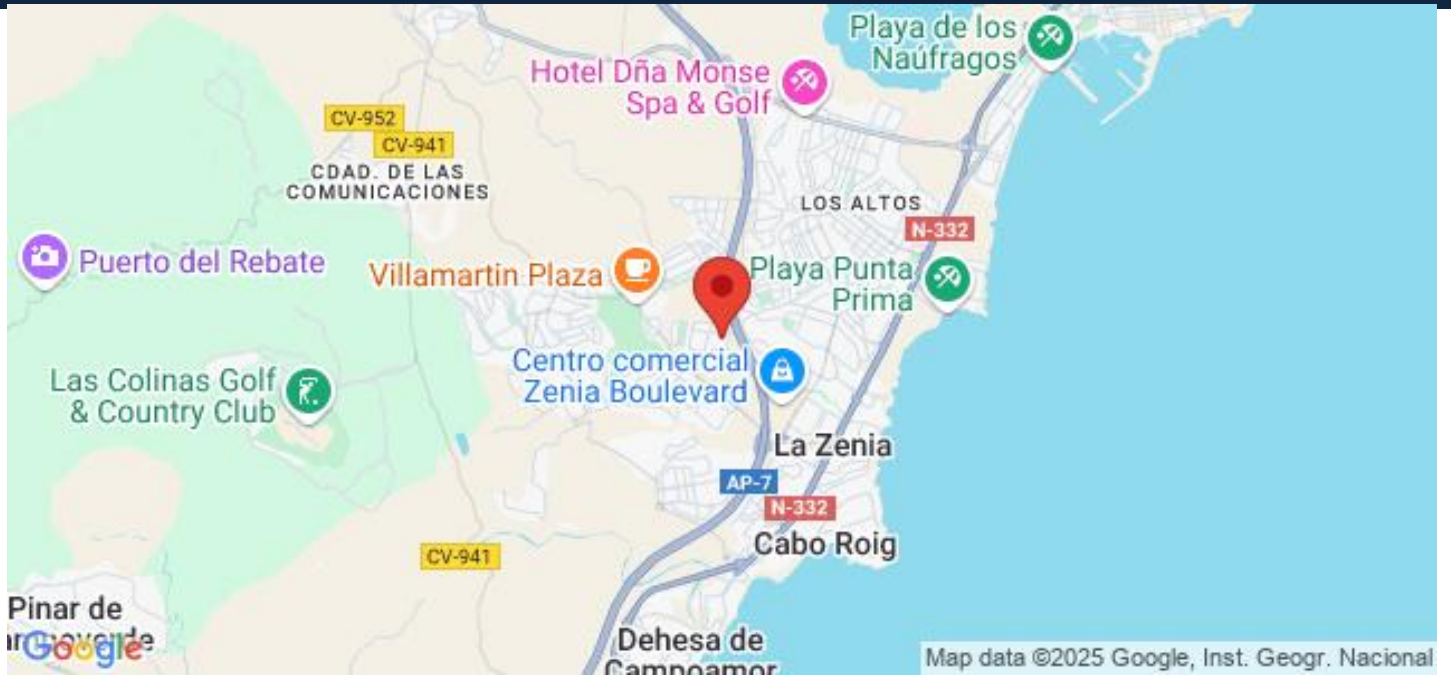 Playa de los
Naúfragos
Hotel Dña Monse
Spa & Golf
CV-952
CV-941
CDAD. DE LAS
COMUNICACIONES
LOS ALTOS
N-332
Puerto del Rebate
Villamartin Plaza
Playa Punta
Prima
Centro comercial
Zenia Boulevard
Las Colinas Golf
& Country Club
La Zenia
AP-7
N-332
Cabo Roig
CV-941
Pinar de
Google
Dehesa de
Campoamor
Map data ©2025 Google, Inst. Geogr. Nacional